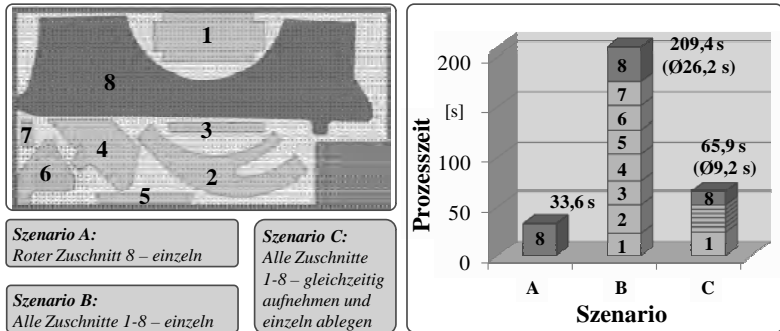 1
8
3
7
4
6
2
5
Szenario A:
Roter Zuschnitt 8 – einzeln
Szenario B:
Alle Zuschnitte 1-8 – einzeln
Szenario C:
Alle Zuschnitte
1-8 – gleichzeitig
aufnehmen und
einzeln ablegen
Prozesszeit
[s]
200
150
100
50
0
33,6 s
8
209,4 s
(Ø26,2 s)
8
7
6
5
4
3
2
1
65,9 s
(Ø9,2 s)
8
1
A
B
C
Szenario